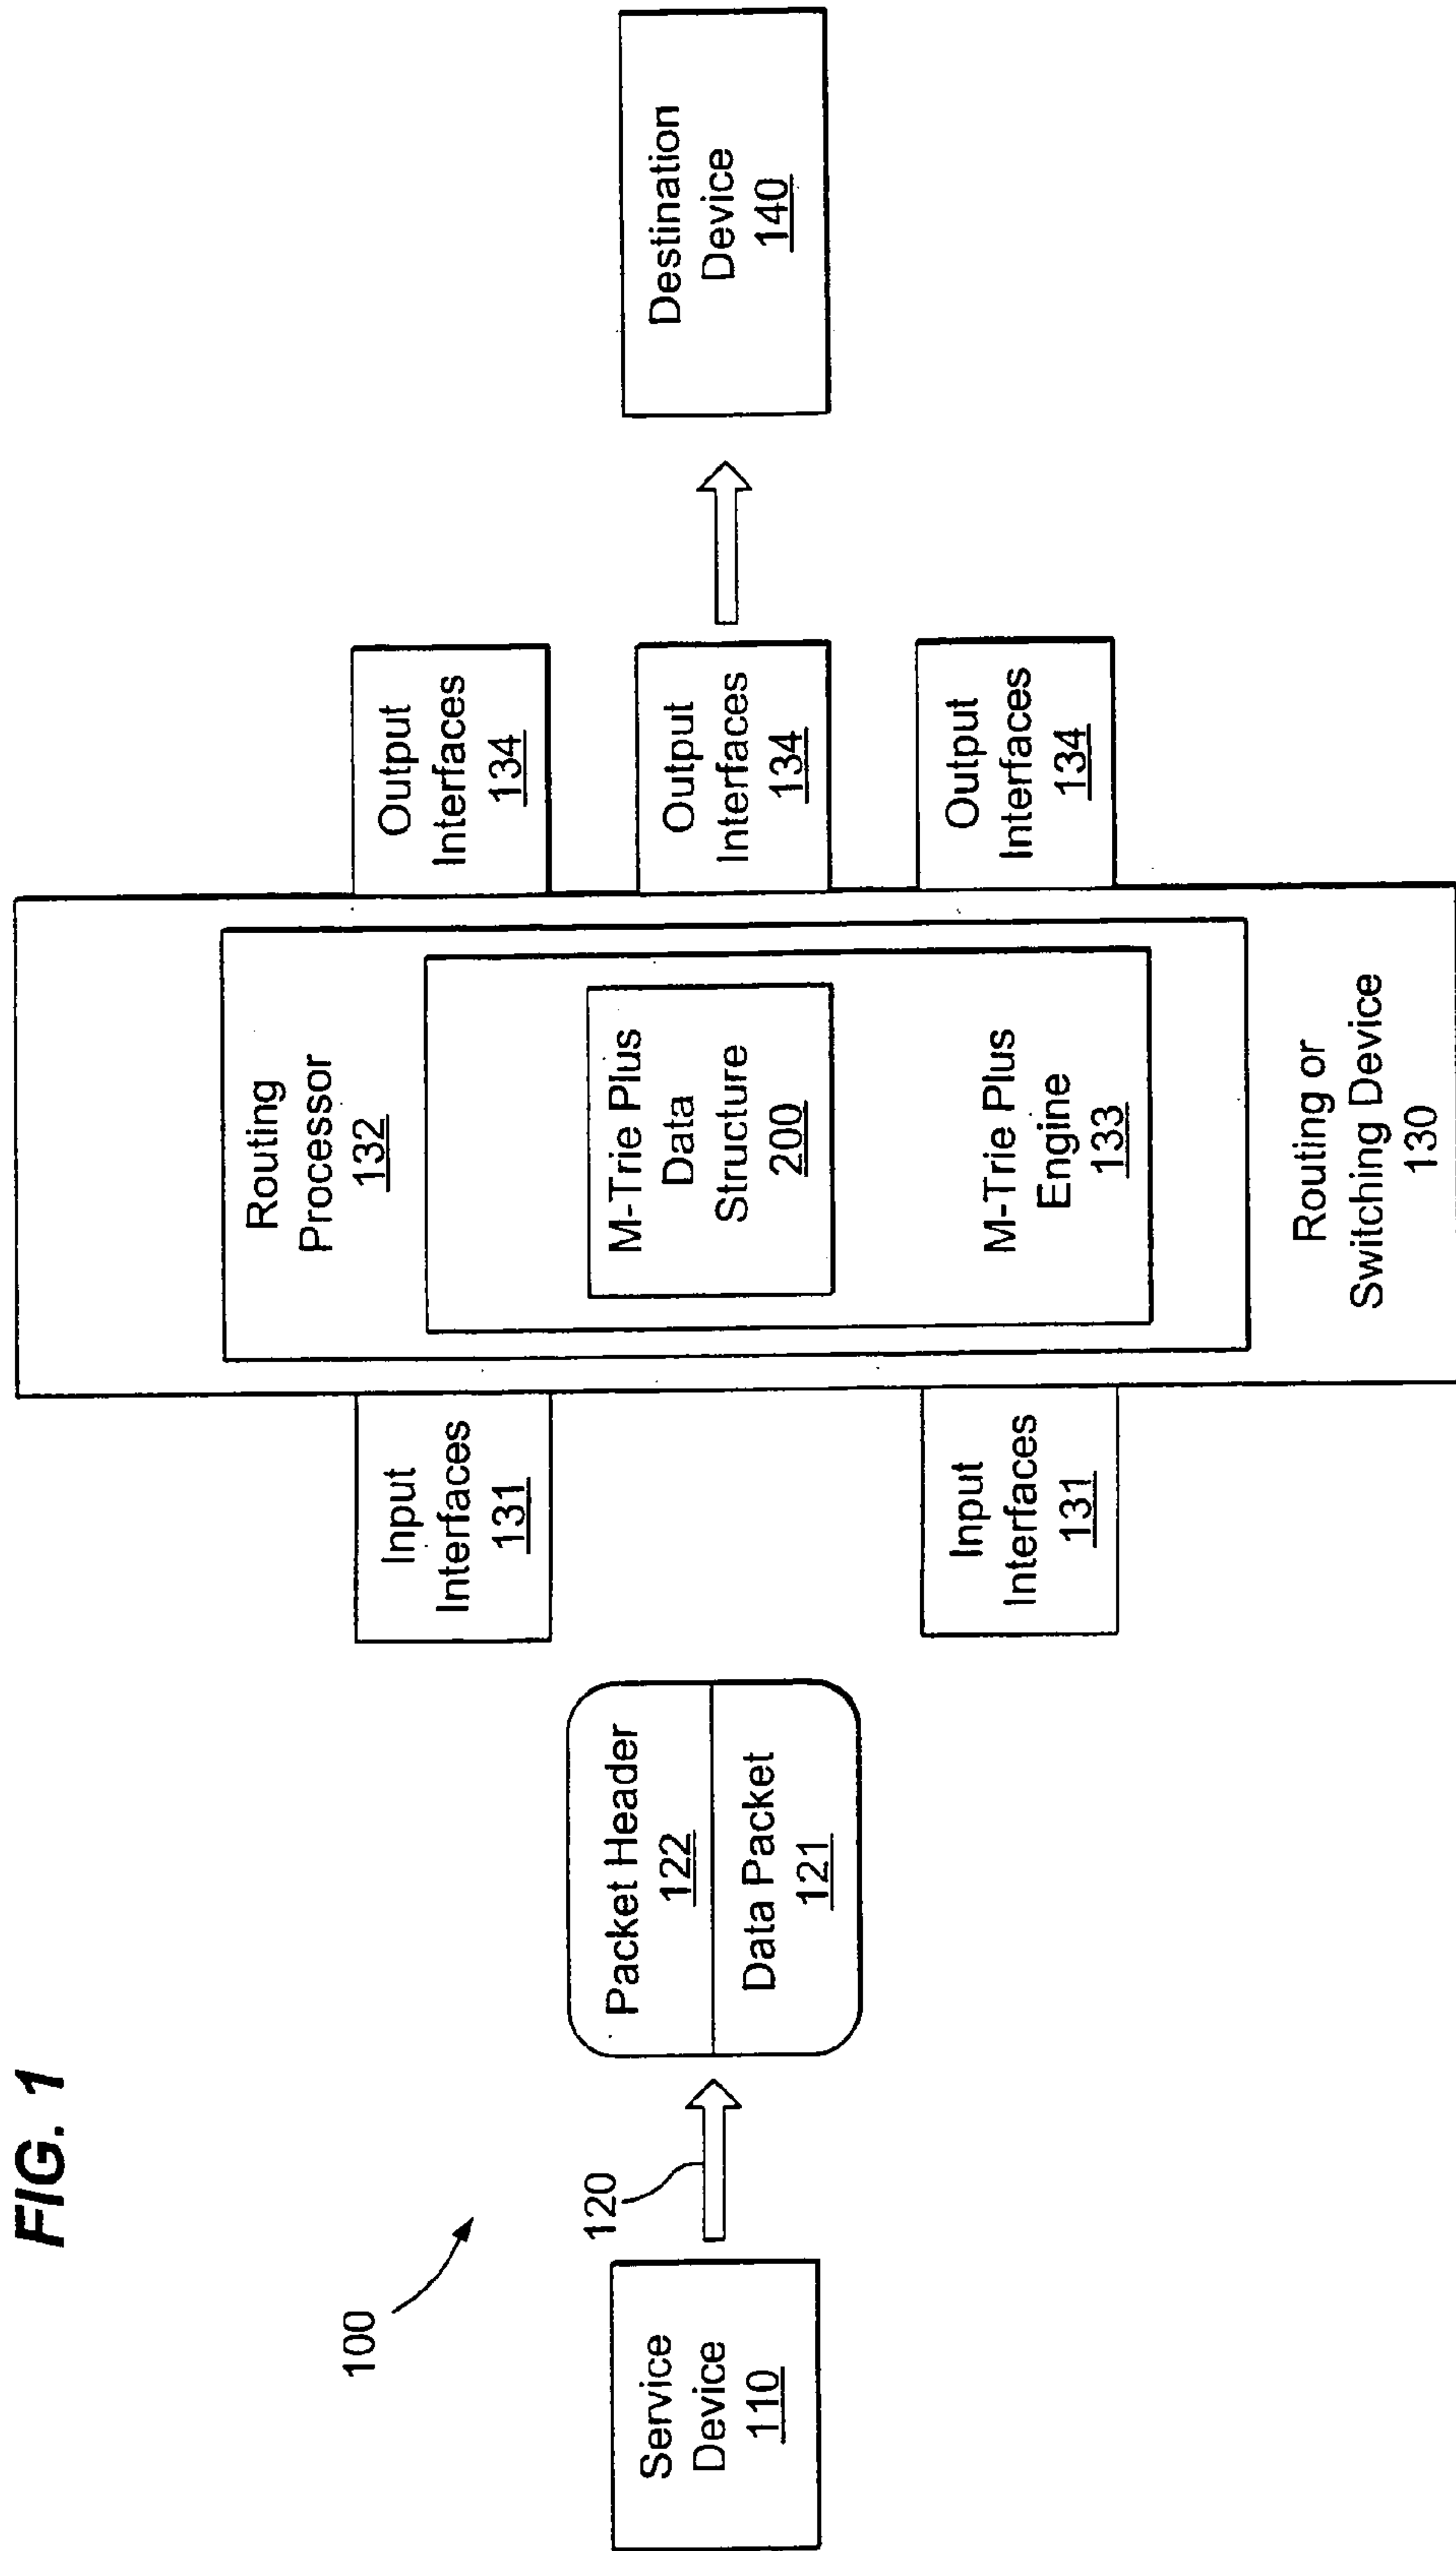 FIG. 1
100
Service
Device
110
120
Packet Header
122
Data Packet
121
Input
Interfaces
131
Input
Interfaces
131
Routing
Processor
132
M-Trie Plus
Data
Structure
200
M-Trie Plus
Engine
133
Routing or
Switching Device
130
Output
Interfaces
134
Output
Interfaces
134
Output
Interfaces
134
Destination
Device
140